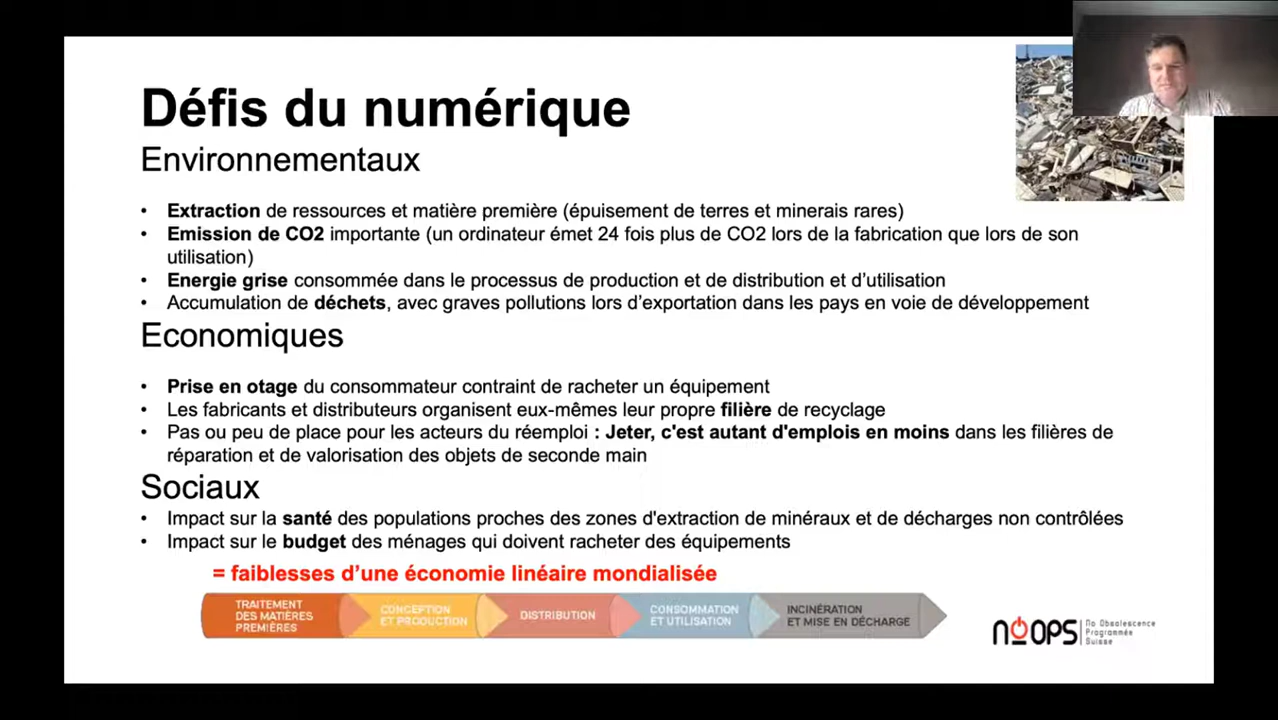 Défis du numérique
Environnementaux
• Extraction de ressources et matière première (épuisement de terres et minerais rares)
• Emission de CO2 importante (un ordinateur émet 24 fois plus de CO2 lors de la fabrication que lors de son
utilisation)
• Energie grise consommée dans le processus de production et de distribution et d’utilisation
• Accumulation de déchets, avec graves pollutions lors d’exportation dans les pays en voie de développement
Economiques
• Prise en otage du consommateur contraint de racheter un équipement
• Les fabricants et distributeurs organisent eux-mêmes leur propre filière de recyclage
• Pas ou peu de place pour les acteurs du réemploi : Jeter, c'est autant d'emplois en moins dans les filières de
réparation et de valorisation des objets de seconde main
Sociaux
• Impact sur la santé des populations proches des zones d'extraction de minéraux et de décharges non contrôlées
• Impact sur le budget des ménages qui doivent racheter des équipements
= faiblesses d’une économie linéaire mondialisée
TRAITEMENT
DES MATIÈRES
PREMIÈRES
CONCEPTION
ET PRODUCTION
DISTRIBUTION
CONSOMMATION
ET UTILISATION
INCINÉRATION
ET MISE EN DÉCHARGE
NOOPS
No Obsolescence
Programmée
Suisse